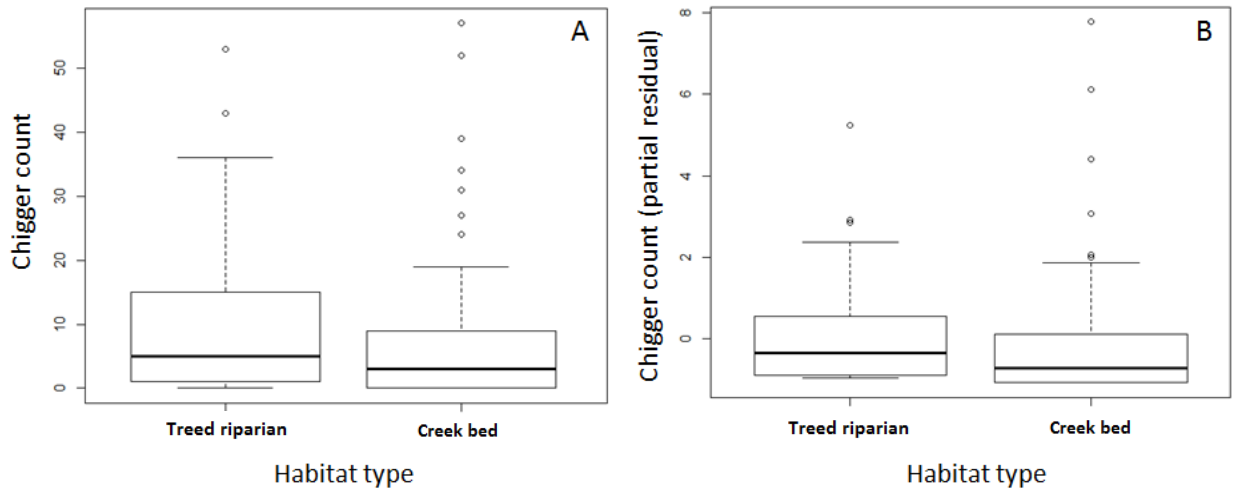 A
Chigger count
50
40
30
20
10
0
Treed riparian
Creek bed
Habitat type
B
Chigger count (partial residual)
8
6
4
2
0
Treed riparian
Creek bed
Habitat type